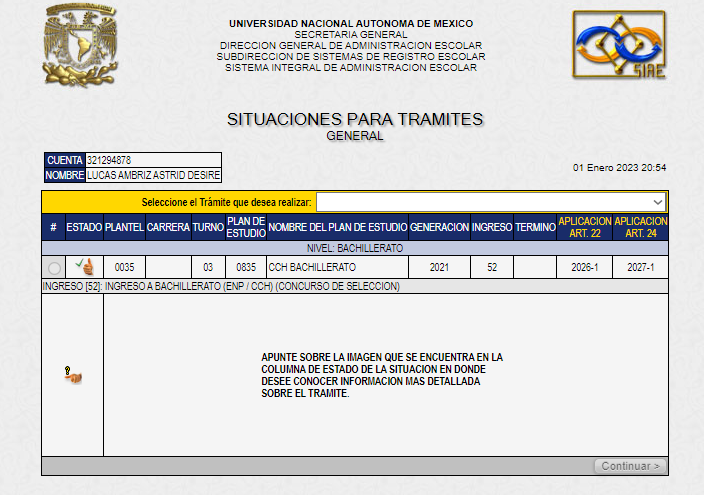 UNIVERSIDAD NACIONAL AUTONOMA DE MEXICO
SECRETARIA GENERAL
DIRECCION GENERAL DE ADMINISTRACION ESCOLAR
SUBDIRECCION DE SISTEMAS DE REGISTRO ESCOLAR
SISTEMA INTEGRAL DE ADMINISTRACION ESCOLAR
SIAE
SITUACIONES PARA TRAMITES
GENERAL
CUENTA 321294878
NOMBRE LUCAS AMBRIZ ASTRID DESIRE
01 Enero 2023 20:54
Seleccione el Trámite que desea realizar:
# ESTADO PLANTEL CARRERA TURNO PLAN DE ESTUDIO NOMBRE DEL PLAN DE ESTUDIO GENERACION INGRESO TERMINO APLICACION ART. 22 APLICACION ART. 24
NIVEL: BACHILLERATO
0035 03 0835 CCH BACHILLERATO 2021 52 2026-1 2027-1
INGRESO [52]: INGRESO A BACHILLERATO (ENP / CCH) (CONCURSO DE SELECCION)
?
APUNTE SOBRE LA IMAGEN QUE SE ENCUENTRA EN LA
COLUMNA DE ESTADO DE LA SITUACION EN DONDE
DESEE CONOCER INFORMACION MAS DETALLADA
SOBRE EL TRAMITE.
Continuar >